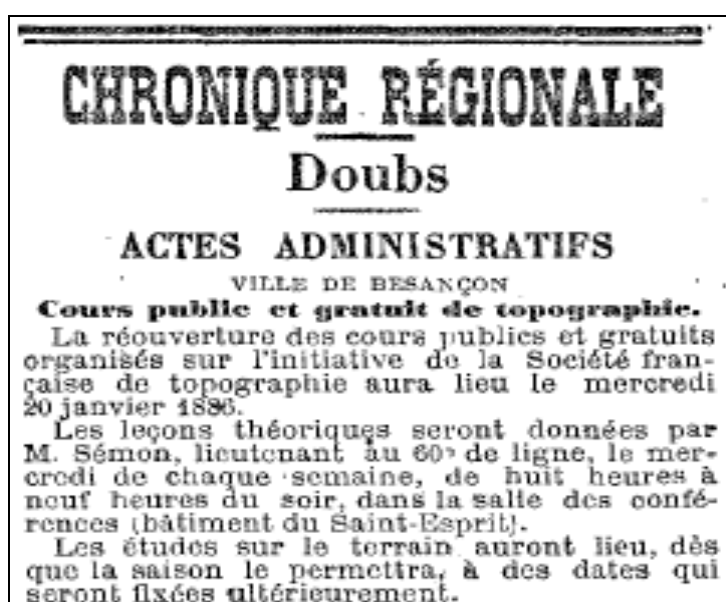 CHRONIQUE RÉGIONALE
Doubs
ACTES ADMINISTRATIFS
VILLE DE BESANÇON
Cours public et gratuit de topographie.
La réouverture des cours publics et gratuits
organisés sur l'initiative de la Société fran-
çaise de topographie aura lieu le mercredi
20 janvier 1886.
Les leçons théoriques seront données par
M. Sémon, lieutenant au 60e de ligne, le mer-
credi de chaque semaine, de huit heures à
neuf heures du soir, dans la salle des confé-
rences (bâtiment du Saint-Esprit).
Les études sur le terrain auront lieu, dès
que la saison le permettra, à des dates qui
seront fixées ultérieurement.